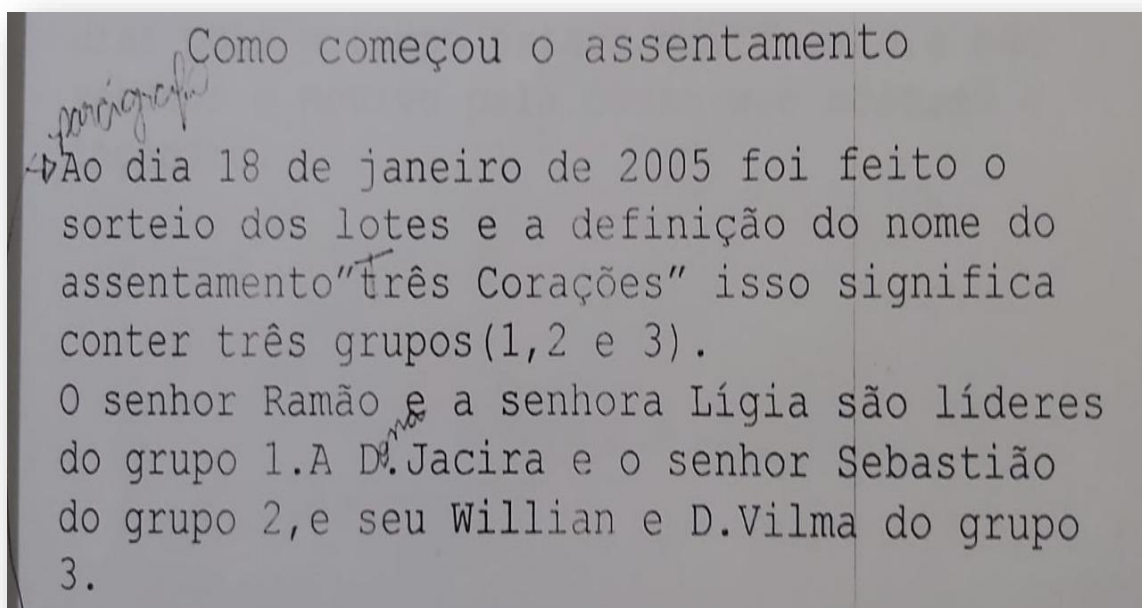 Como começou o assentamento
parágrafo
Ao dia 18 de janeiro de 2005 foi feito o
sorteio dos lotes e a definição do nome do
assentamento"três Corações" isso significa
conter três grupos(1,2 e 3).
O senhor Ramão e a senhora Lígia são líderes
do grupo 1.A Dª.Jacira e o senhor Sebastião
do grupo 2,e seu Willian e D.Vilma do grupo
3.